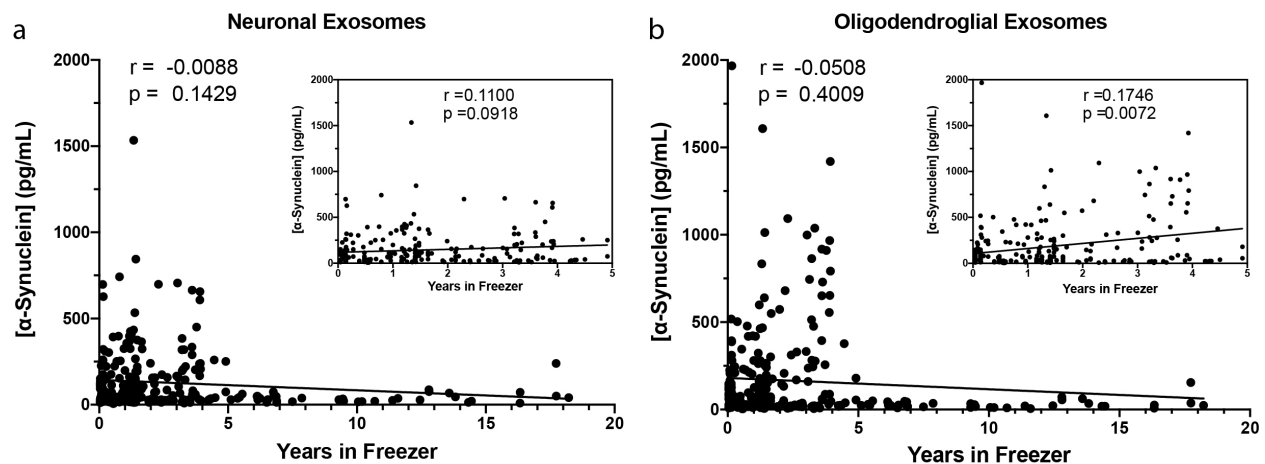 a
Neuronal Exosomes
r = -0.0088
p = 0.1429
[α-Synuclein] (pg/mL)
2000
1500
1000
500
0
0 5 10 15 20
Years in Freezer
r =0.1100
p =0.0918
[α-Synuclein] (pg/mL)
2000
1500
1000
500
0
0 1 2 3 4 5
Years in Freezer
b
Oligodendroglial Exosomes
r = -0.0508
p = 0.4009
[α-Synuclein] (pg/mL)
2000
1500
1000
500
0
0 5 10 15 20
Years in Freezer
r =0.1746
p =0.0072
[α-Synuclein] (pg/mL)
2000
1500
1000
500
0
0 1 2 3 4 5
Years in Freezer